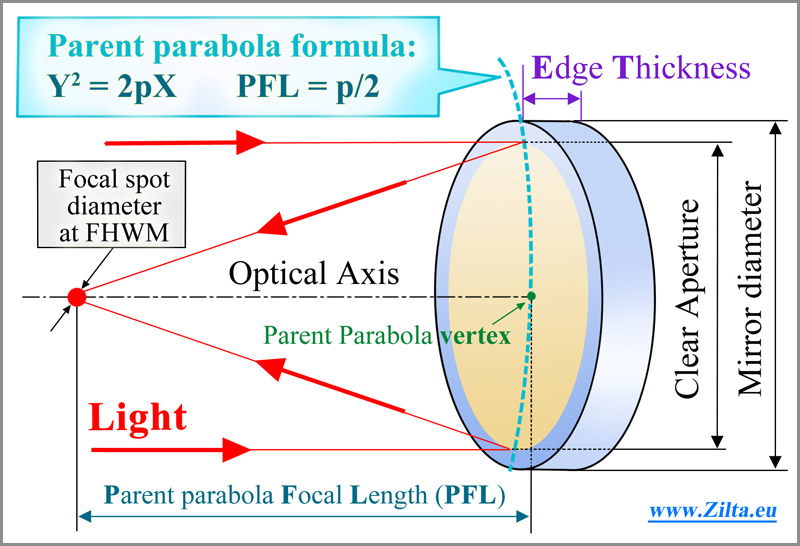 Parent parabola formula:
Y² = 2pX PFL = p/2
Edge Thickness
Focal spot
diameter
at FHWM
Optical Axis
Parent Parabola vertex
Clear Aperture
Mirror diameter
Light
Parent parabola Focal Length (PFL)
www.Zilta.eu